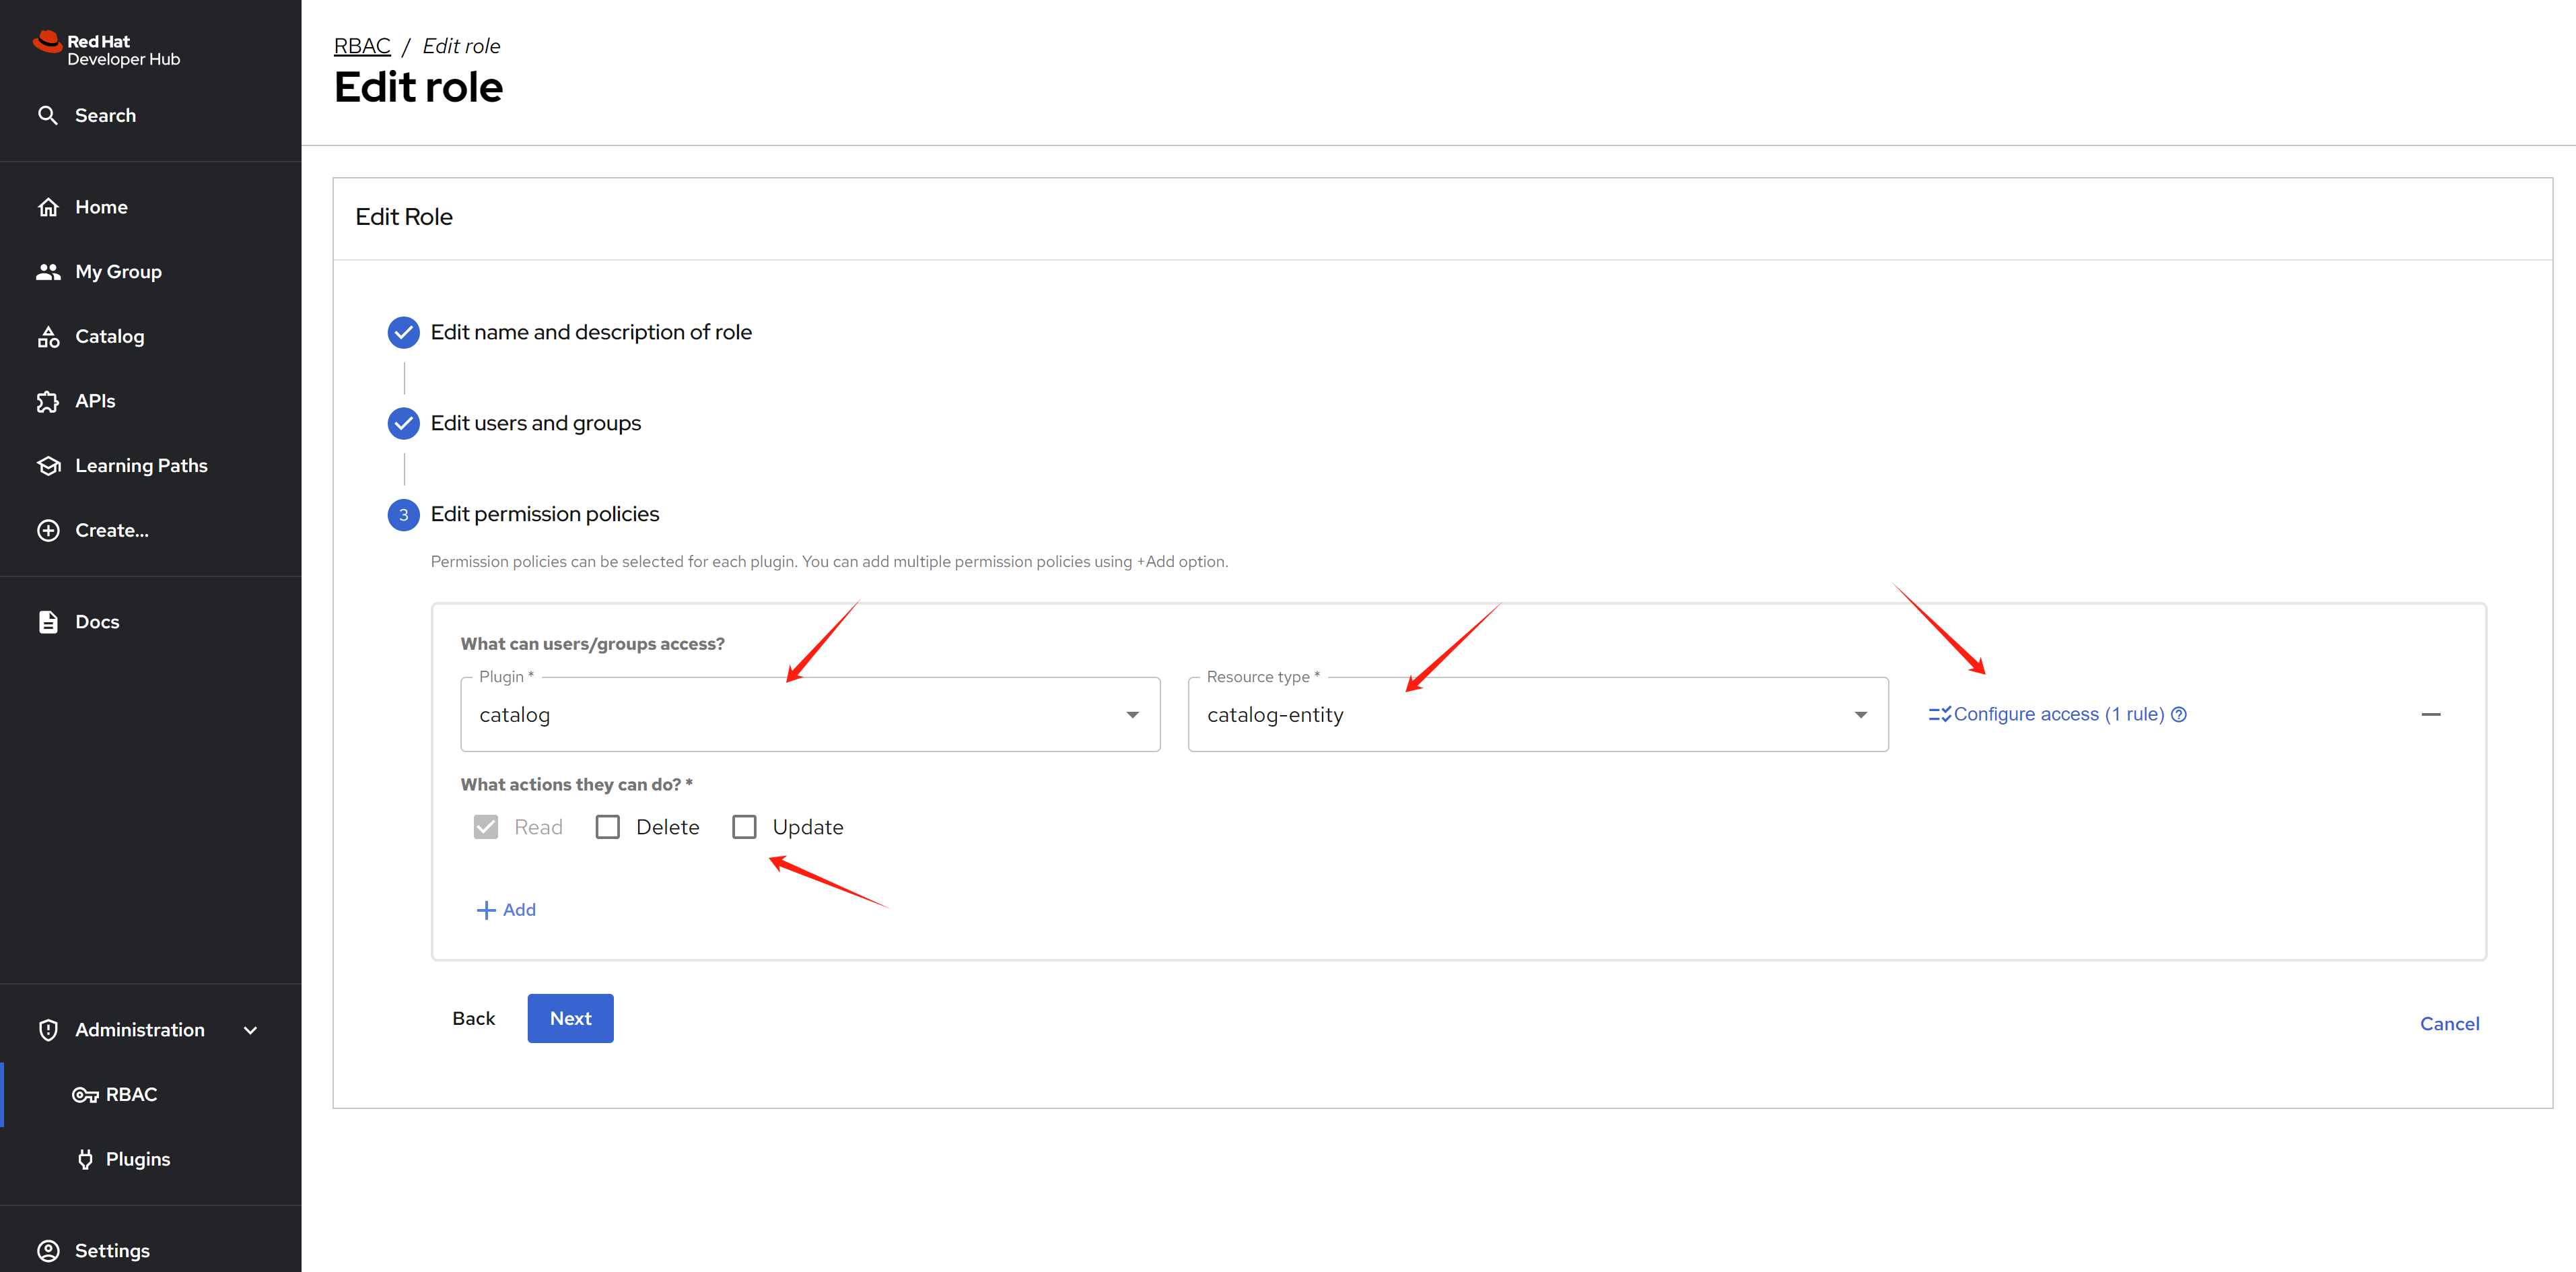 Red Hat
Developer Hub
Search
Home
My Group
Catalog
APIs
Learning Paths
Create...
Docs
Administration
RBAC
Plugins
Settings
RBAC / Edit role
Edit role
Edit Role
Edit name and description of role
Edit users and groups
3 Edit permission policies
Permission policies can be selected for each plugin. You can add multiple permission policies using +Add option.
What can users/groups access?
Plugin *
catalog
Resource type *
catalog-entity
Configure access (1 rule)
What actions they can do? *
Read Delete Update
+ Add
Back Next
Cancel